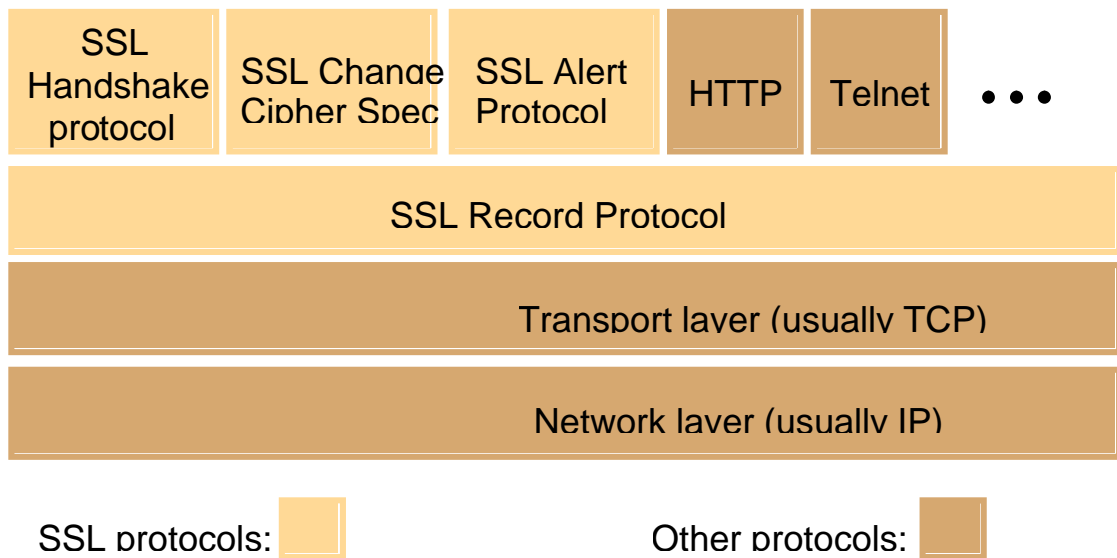 SSL
Handshake
protocol
SSL Change
Cipher Spec
SSL Alert
Protocol
HTTP
Telnet
...
SSL Record Protocol
Transport layer (usually TCP)
Network layer (usually IP)
SSL protocols:
Other protocols: